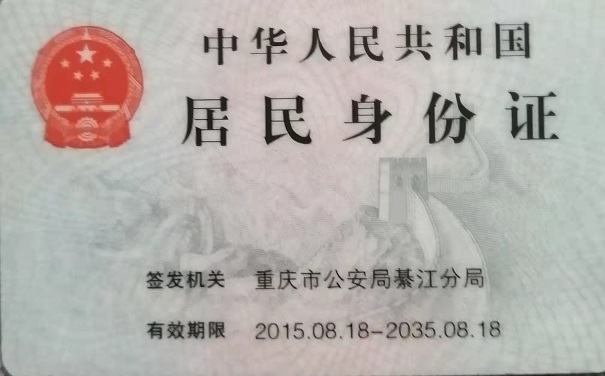 中华人民共和国
居民身份证
签发机关 重庆市公安局綦江分局
有效期限 2015.08.18-2035.08.18